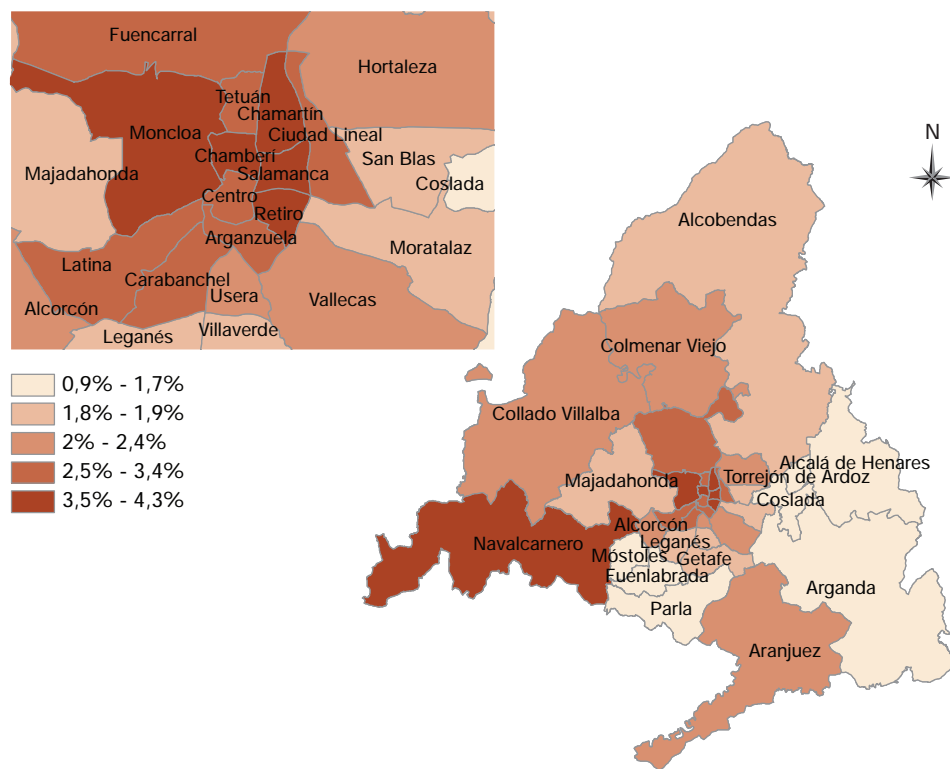 Fuencarral
Hortaleza
Tetuán
Chamartín
Moncloa
Ciudad Lineal
Chamberí
San Blas
Majadahonda
Salamanca
Coslada
Centro
Retiro
Arganzuela
Moratalaz
Latina
Carabanchel
Usera
Vallecas
Alcorcón
Villaverde
Leganés
0,9% - 1,7%
1,8% - 1,9%
2% - 2,4%
2,5% - 3,4%
3,5% - 4,3%
N
Alcobendas
Colmenar Viejo
Collado Villalba
Alcalá de Henares
Majadahonda
Torrejón de Ardoz
Coslada
Alcorcón
Navalcarnero
Leganés
Móstoles
Getafe
Fuenlabrada
Arganda
Parla
Aranjuez